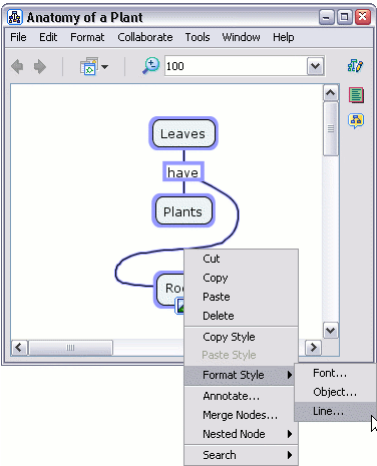 Anatomy of a Plant
File Edit Format Collaborate Tools Window Help
100
Leaves
have
Plants
Cut
Copy
Paste
Delete
Copy Style
Paste Style
Format Style
Annotate...
Merge Nodes...
Nested Node
Search
Font...
Object...
Line...